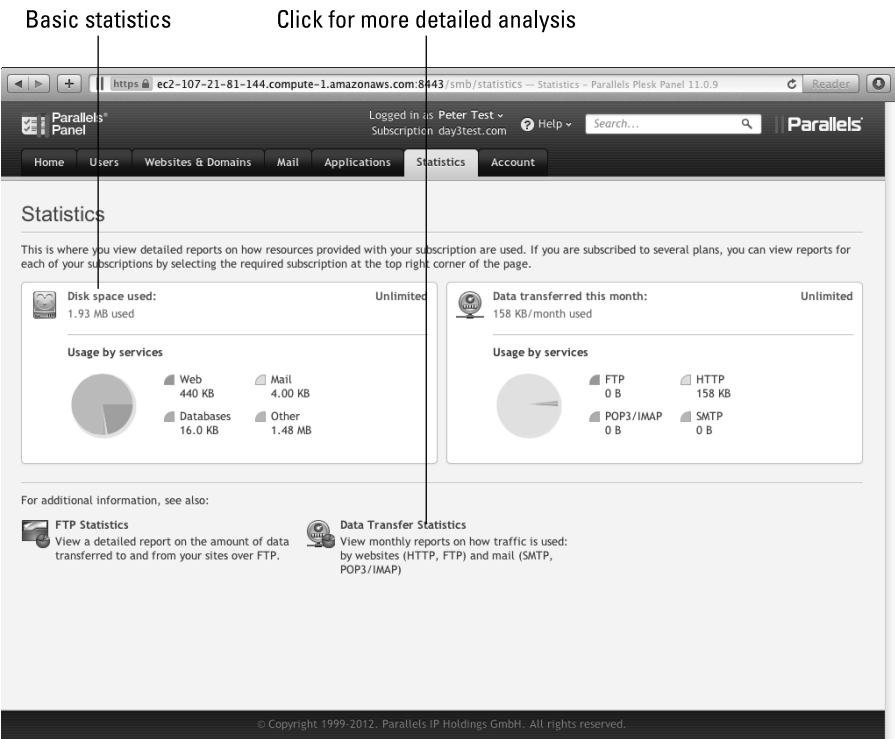 Basic statistics
Click for more detailed analysis
https ec2-107-21-81-144.compute-1.amazonaws.com:8443/smb/statistics — Statistics – Parallels Plesk Panel 11.0.9
Reader
Parallels®
Panel
Logged in as Peter Test
Subscription day3test.com
Help
Search...
Parallels
Home Users Websites & Domains Mail Applications Statistics Account
Statistics
This is where you view detailed reports on how resources provided with your subscription are used. If you are subscribed to several plans, you can view reports for
each of your subscriptions by selecting the required subscription at the top right corner of the page.
Disk space used: Unlimited
1.93 MB used
Usage by services
Web
440 KB
Mail
4.00 KB
Databases
16.0 KB
Other
1.48 MB
Data transferred this month: Unlimited
158 KB/month used
Usage by services
FTP
0 B
HTTP
158 KB
POP3/IMAP
0 B
SMTP
0 B
For additional information, see also:
FTP Statistics
View a detailed report on the amount of data
transferred to and from your sites over FTP.
Data Transfer Statistics
View monthly reports on how traffic is used:
by websites (HTTP, FTP) and mail (SMTP,
POP3/IMAP)
© Copyright 1999-2012. Parallels IP Holdings GmbH. All rights reserved.